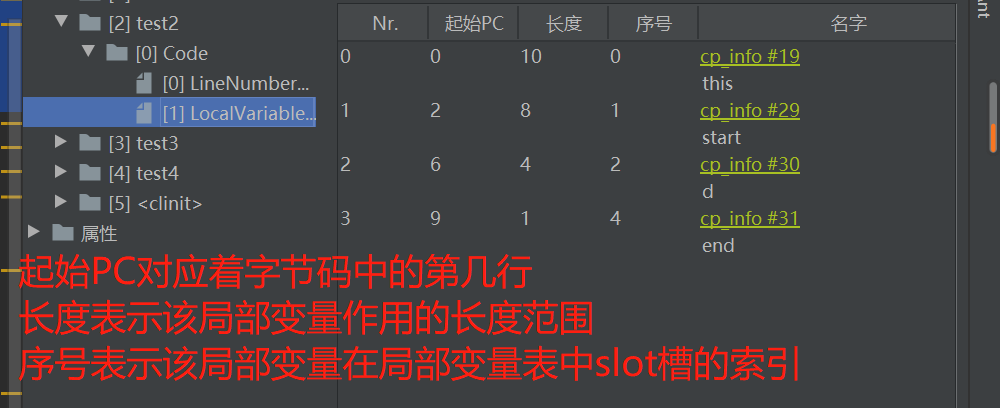 [2] test2
[0] Code
[0] LineNumber...
[1] LocalVariable...
[3] test3
[4] test4
[5] <clinit>
属性
Nr. 起始PC 长度 序号 名字
0 0 10 0 cp_info #19
this
1 2 8 1 cp_info #29
start
2 6 4 2 cp_info #30
d
3 9 1 4 cp_info #31
end
起始PC对应着字节码中的第几行
长度表示该局部变量作用的长度范围
序号表示该局部变量在局部变量表中slot槽的索引
ant